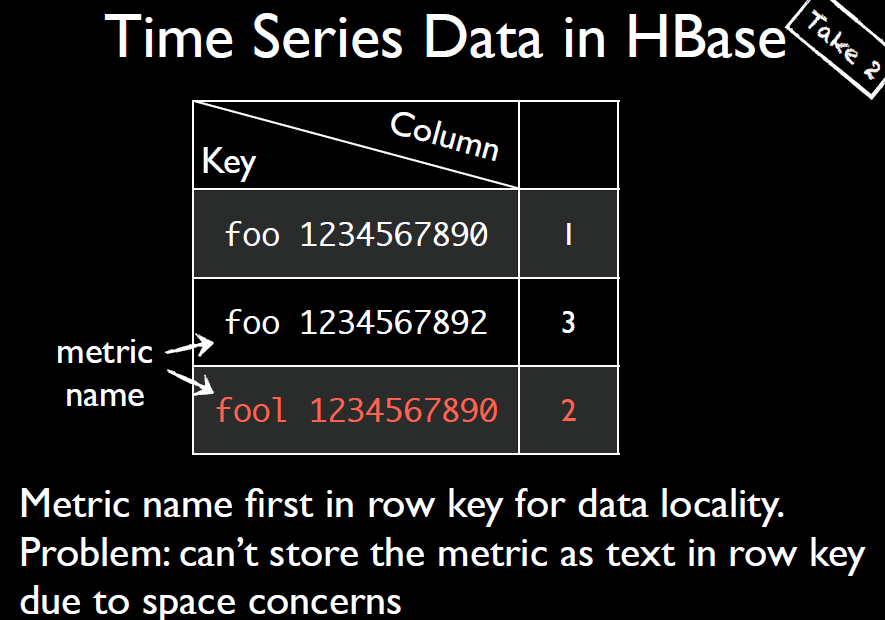 Time Series Data in HBase
Take 2
Column
Key
foo 1234567890
1
foo 1234567892
3
metric
name
fool 1234567890
2
Metric name first in row key for data locality.
Problem: can't store the metric as text in row key
due to space concerns